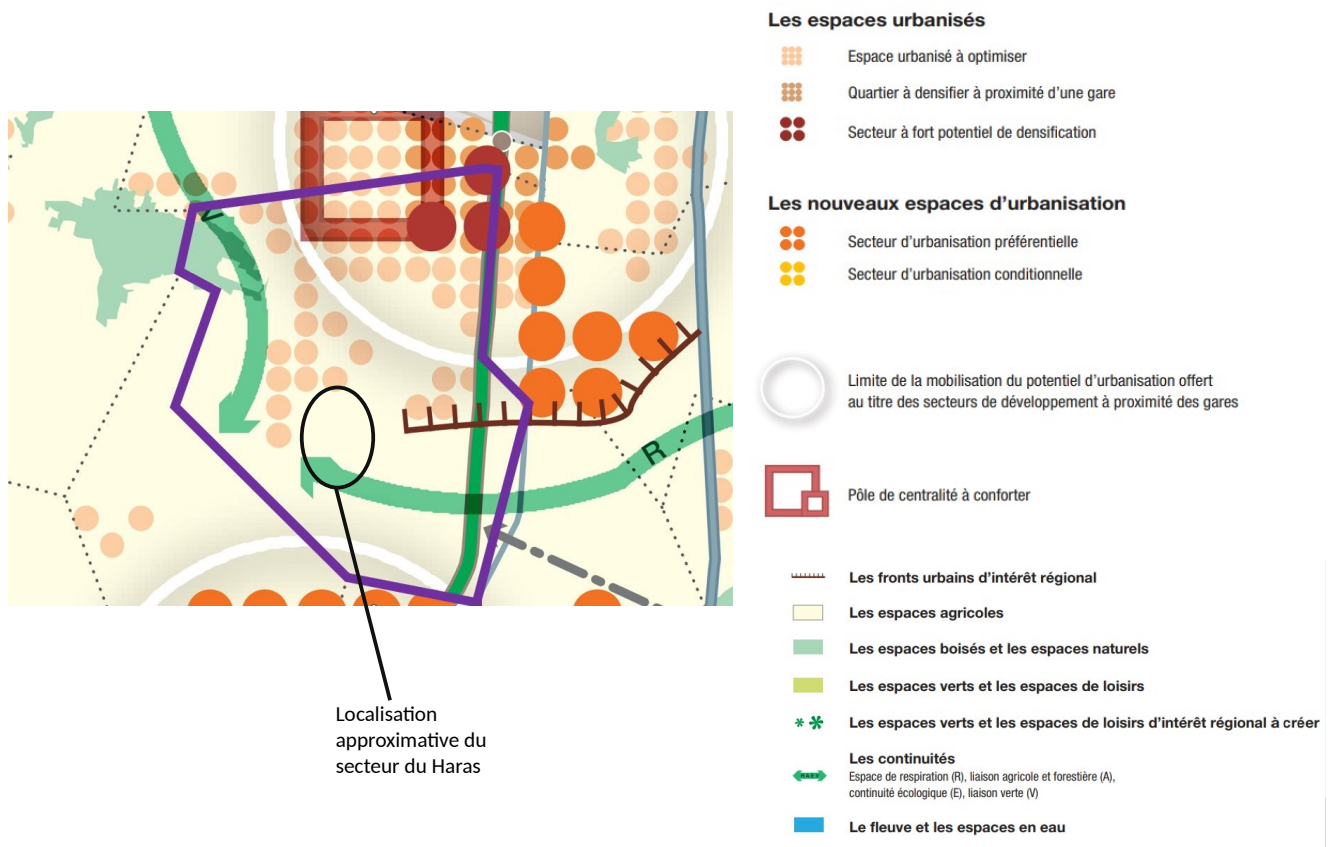 Les espaces urbanisés
Espace urbanisé à optimiser
Quartier à densifier à proximité d'une gare
Secteur à fort potentiel de densification
Les nouveaux espaces d'urbanisation
Secteur d'urbanisation préférentielle
Secteur d'urbanisation conditionnelle
Limite de la mobilisation du potentiel d'urbanisation offert
au titre des secteurs de développement à proximité des gares
Pôle de centralité à conforter
Les fronts urbains d'intérêt régional
Les espaces agricoles
Les espaces boisés et les espaces naturels
Les espaces verts et les espaces de loisirs
Les espaces verts et les espaces de loisirs d'intérêt régional à créer
Les continuités
Espace de respiration (R), liaison agricole et forestière (A),
continuité écologique (E), liaison verte (V)
Le fleuve et les espaces en eau
V
R
Localisation
approximative du
secteur du Haras